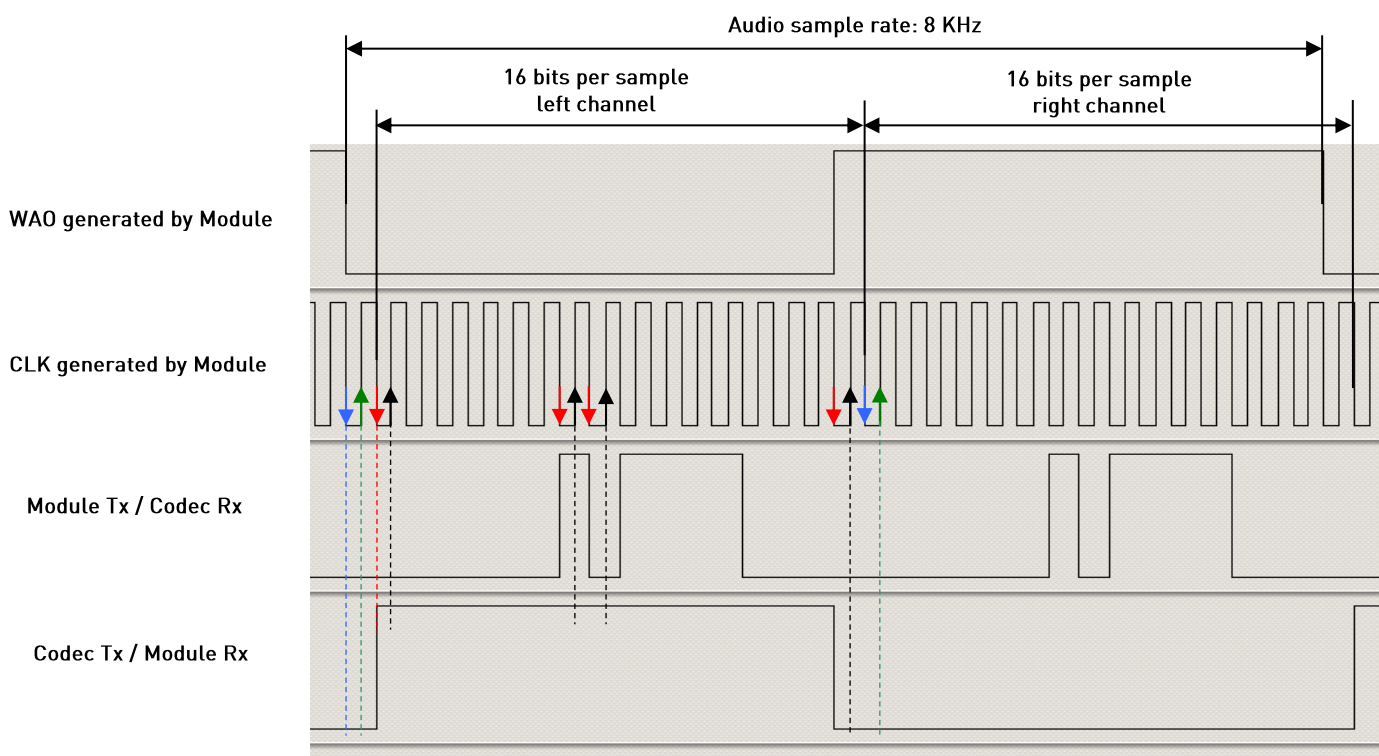 Audio sample rate: 8 KHz
16 bits per sample
left channel
16 bits per sample
right channel
WA0 generated by Module
CLK generated by Module
Module Tx / Codec Rx
Codec Tx / Module Rx